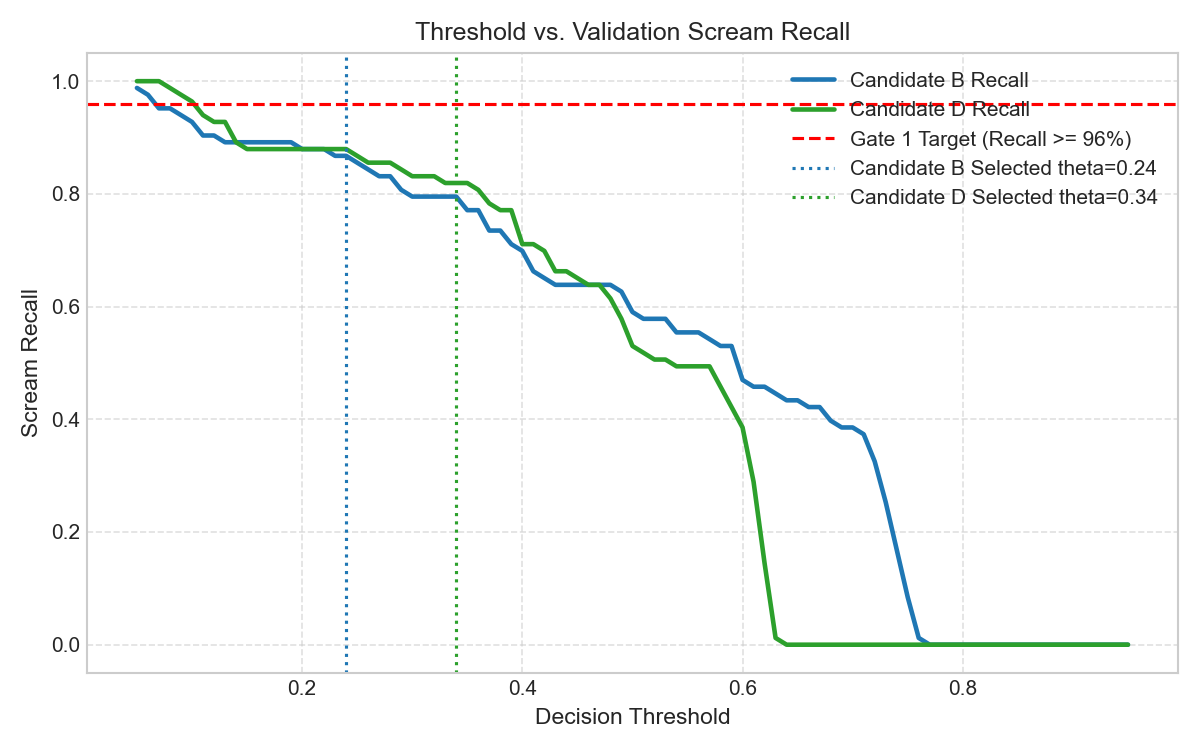 Threshold vs. Validation Scream Recall
Candidate B Recall
Candidate D Recall
Gate 1 Target (Recall >= 96%)
Candidate B Selected theta=0.24
Candidate D Selected theta=0.34
Scream Recall
1.0
0.8
0.6
0.4
0.2
0.0
0.2 0.4 0.6 0.8
Decision Threshold